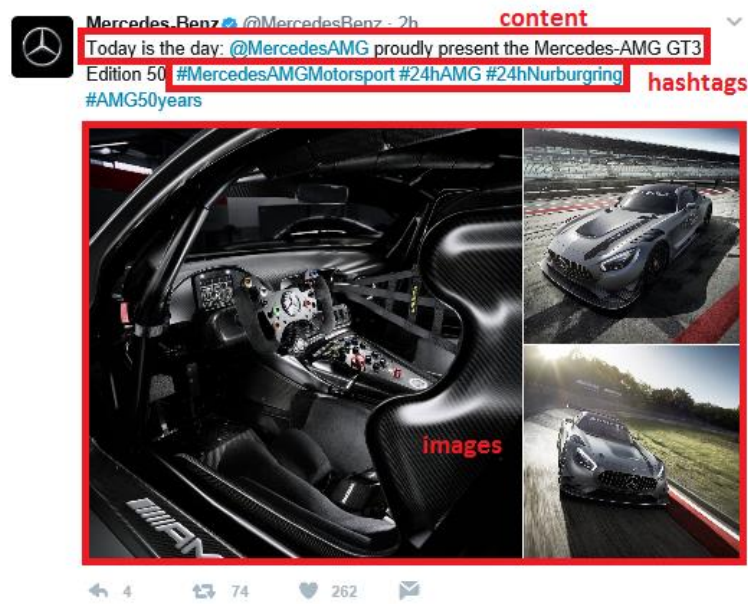 content
Mercedes-Benz @MercedesBenz · 2h
Today is the day: @MercedesAMG proudly present the Mercedes-AMG GT3
Edition 50 #MercedesAMGMotorsport #24hAMG #24hNurburgring
hashtags
#AMG50years
images
AMG
4 74 262